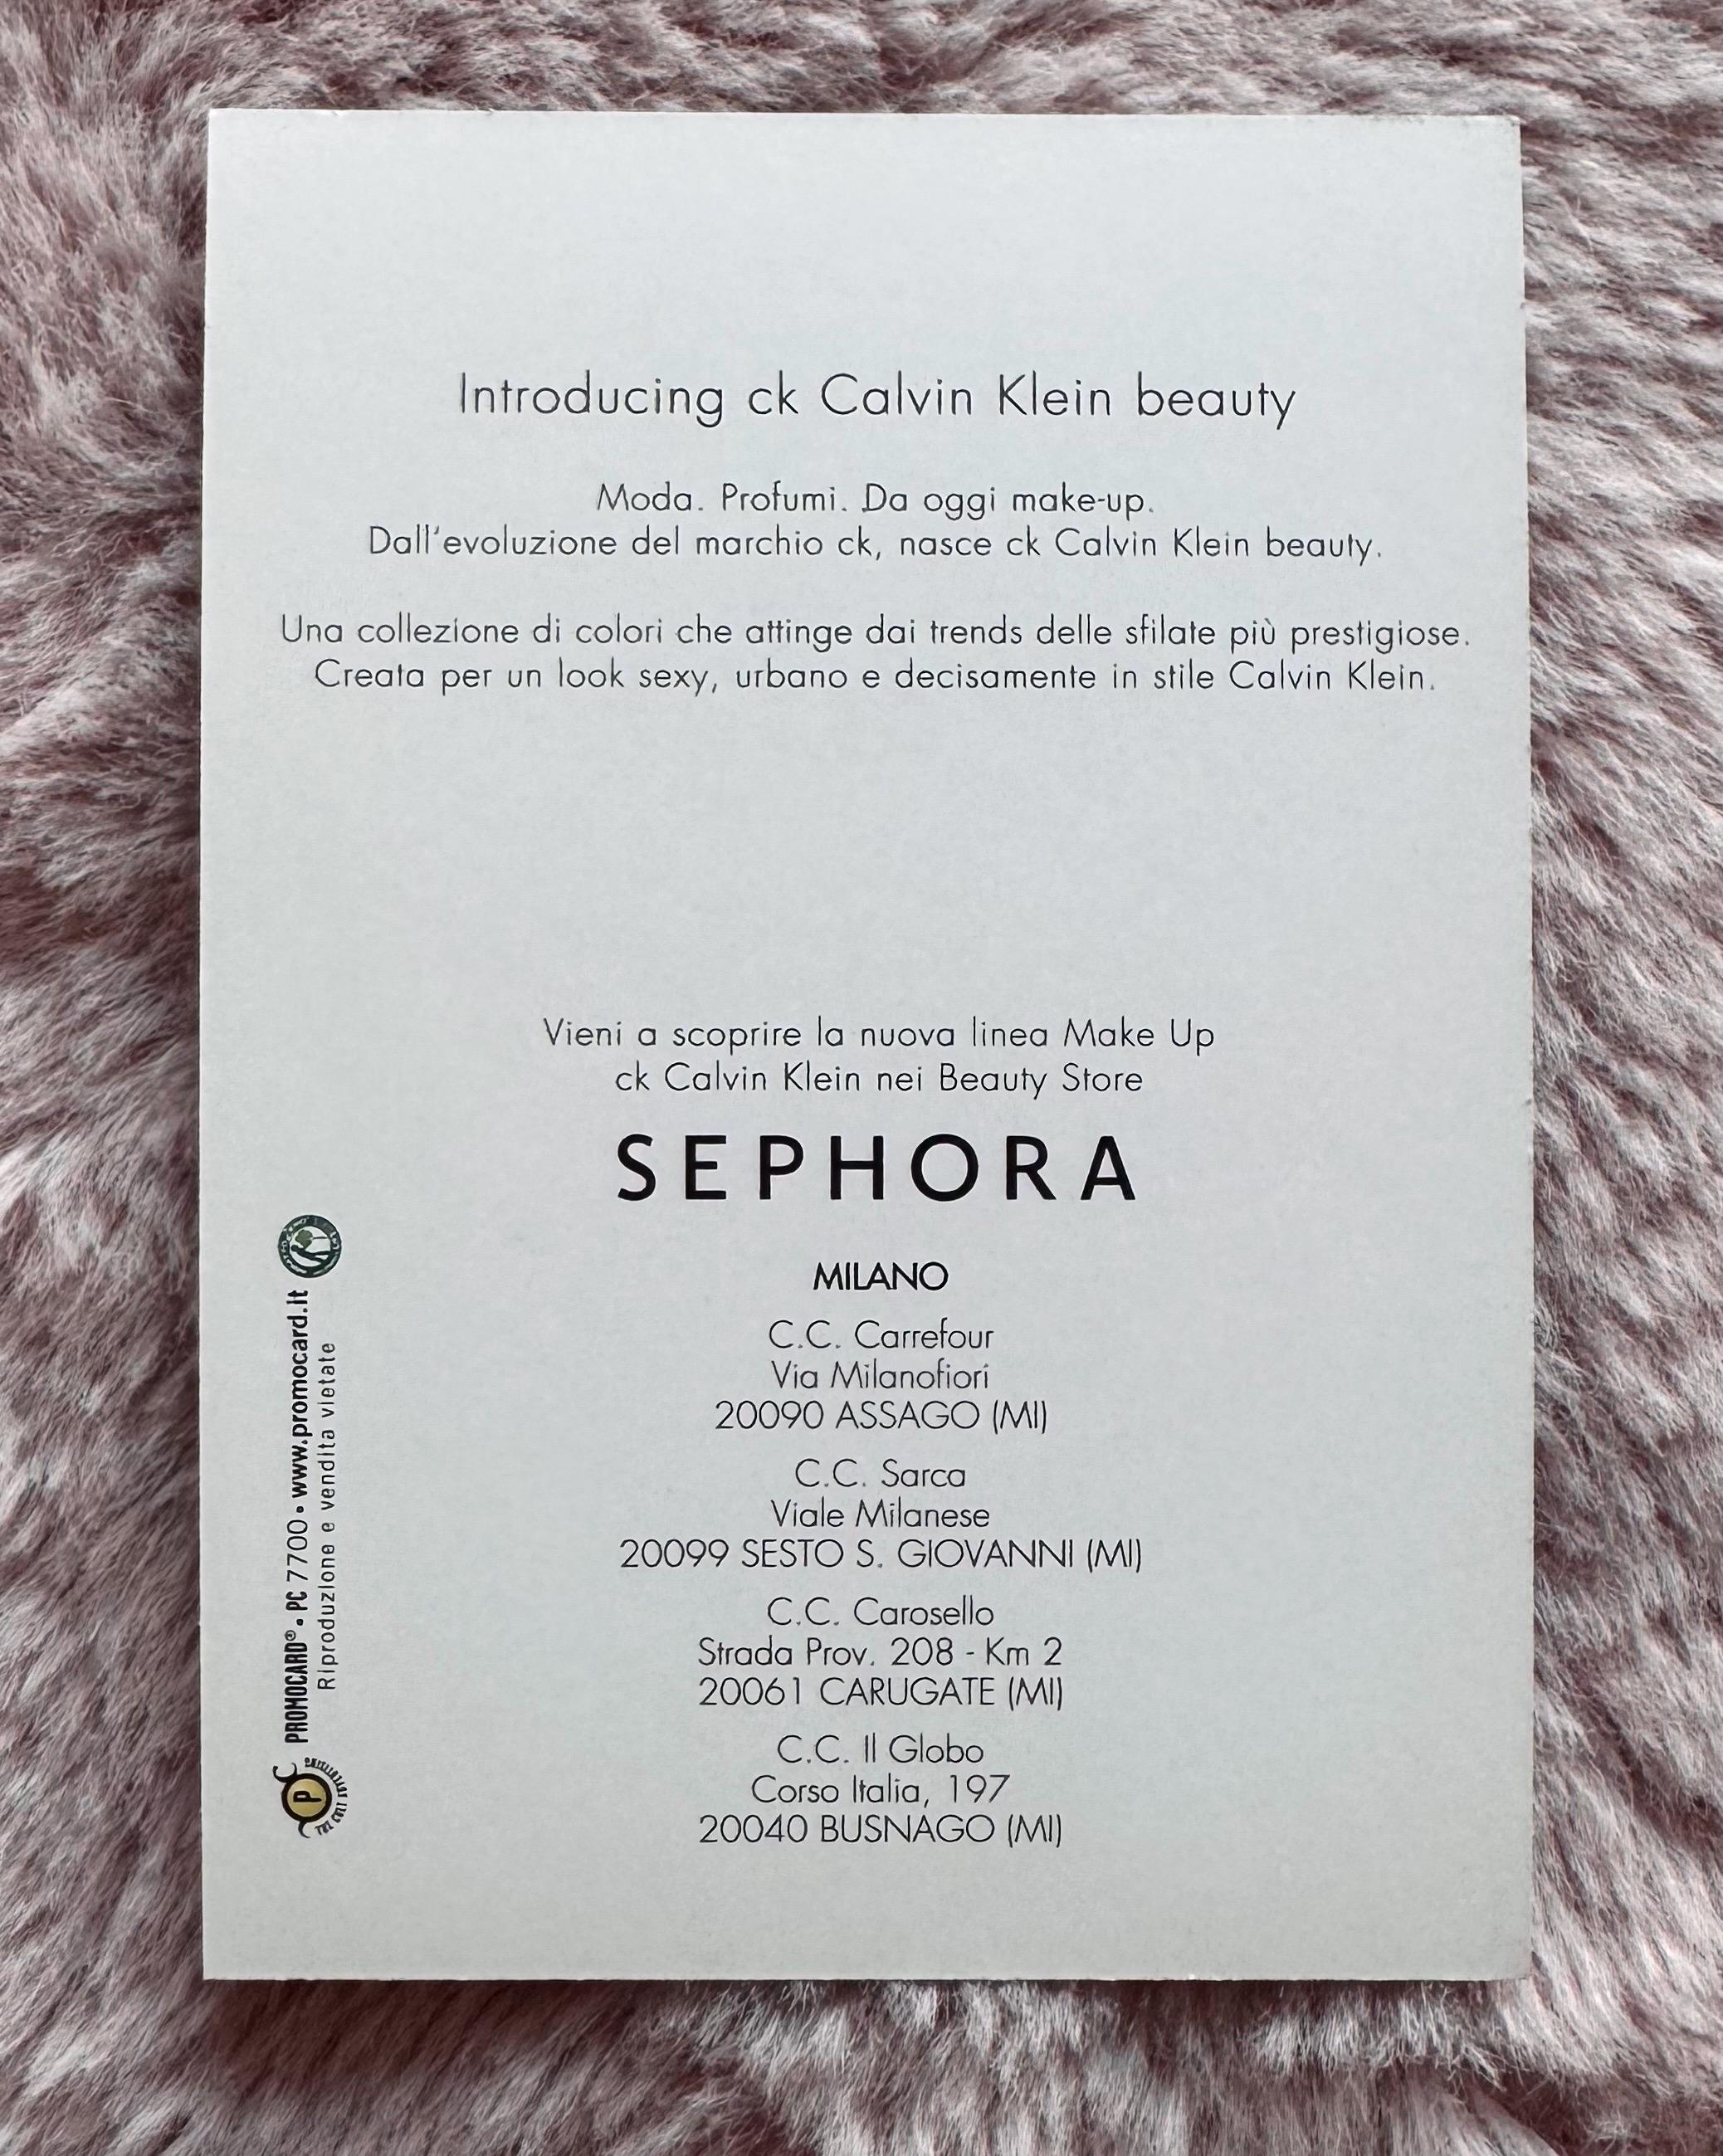 Introducing ck Calvin Klein beauty
Moda. Profumi. Da oggi make-up.
Dall'evoluzione del marchio ck, nasce ck Calvin Klein beauty.
Una collezione di colori che attinge dai trends delle sfilate più prestigiose.
Creata per un look sexy, urbano e decisamente in stile Calvin Klein.
Vieni a scoprire la nuova linea Make Up
ck Calvin Klein nei Beauty Store
SEPHORA
MILANO
C.C. Carrefour
Via Milanofiori
20090 ASSAGO (MI)
C.C. Sarca
Viale Milanese
20099 SESTO S. GIOVANNI (MI)
C.C. Carosello
Strada Prov. 208 - Km 2
20061 CARUGATE (MI)
C.C. Il Globo
Corso Italia, 197
20040 BUSNAGO (MI)
PROMOCARD® • PC 7700 • www.promocard.it
Riproduzione e vendita vietate
P